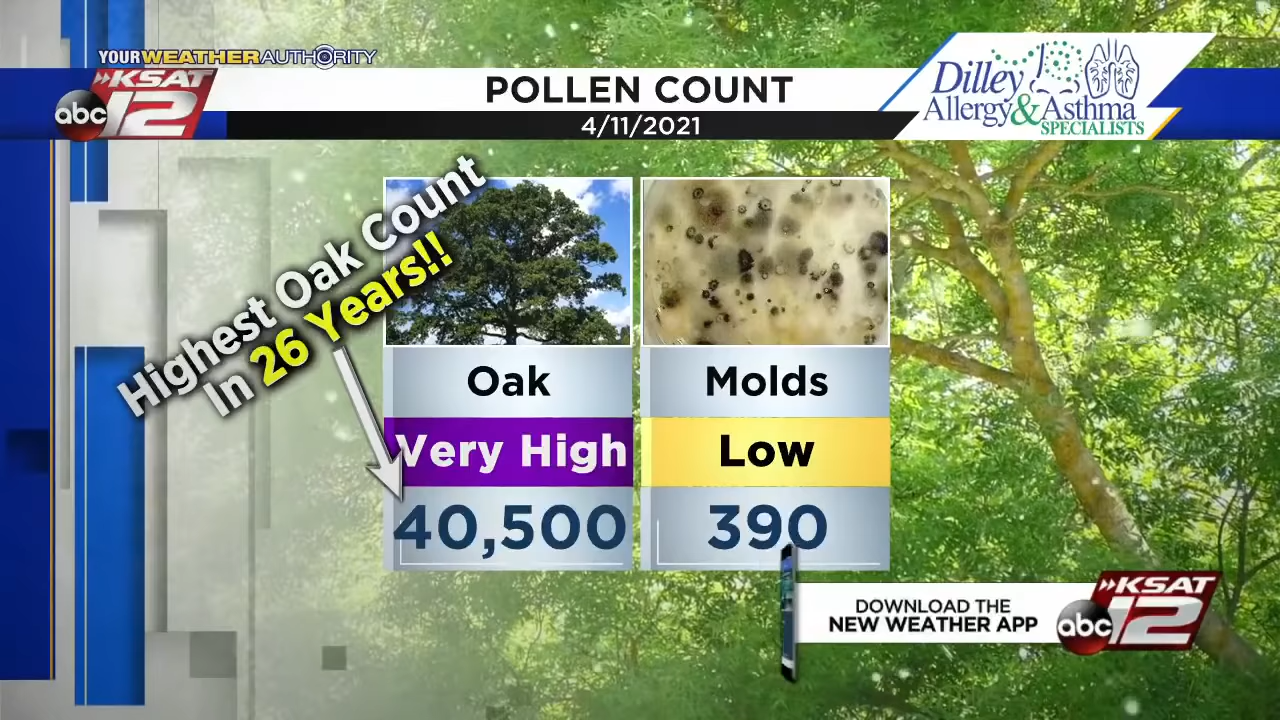 YOURWEATHERAUTHORITY
KSAT
abc 12
POLLEN COUNT
4/11/2021
Dilley
Allergy&Asthma
SPECIALISTS
Highest Oak Count
In 26 Years!!
Oak
Molds
Very High
Low
40,500
390
DOWNLOAD THE
NEW WEATHER APP
KSAT
abc 12